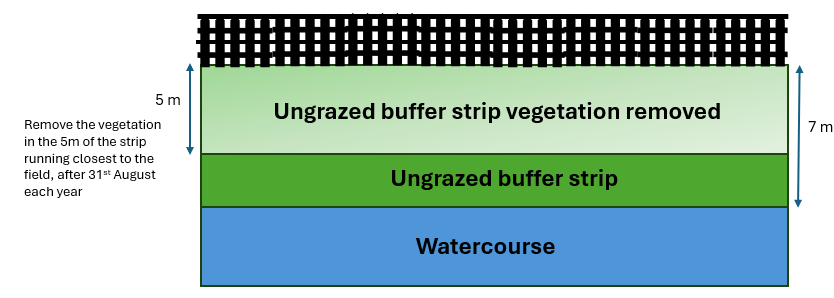 Ungrazed buffer strip vegetation removed
5 m
7 m
Remove the vegetation
in the 5m of the strip
running closest to the
field, after 31st August
each year
Ungrazed buffer strip
Watercourse